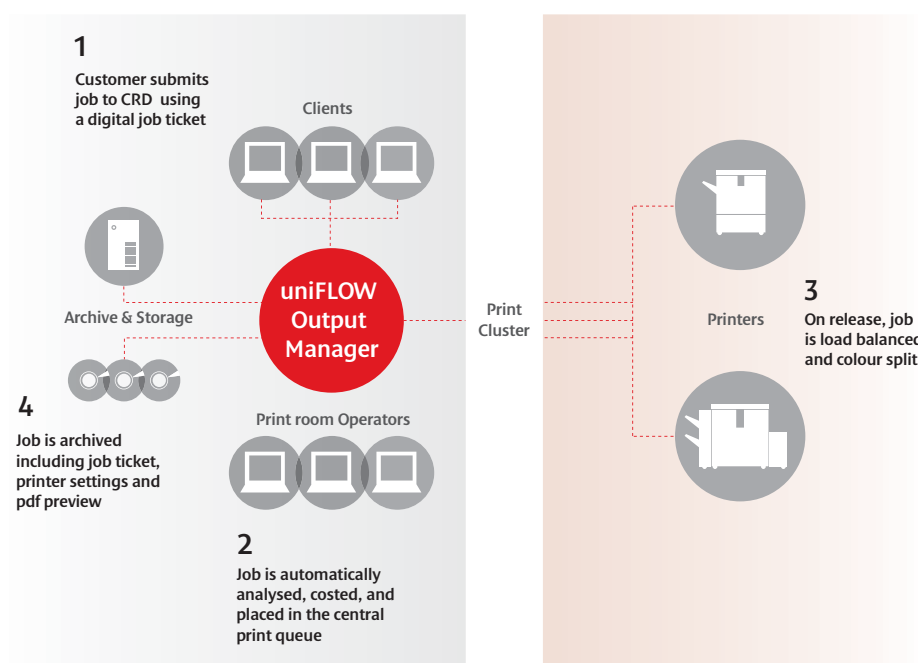 1
Customer submits
job to CRD using
a digital job ticket
Clients
Archive & Storage
uniFLOW
Output
Manager
Print
Cluster
Printers
3
On release, job
is load balanced
and colour split
4
Job is archived
including job ticket,
printer settings and
pdf preview
Print room Operators
2
Job is automatically
analysed, costed, and
placed in the central
print queue